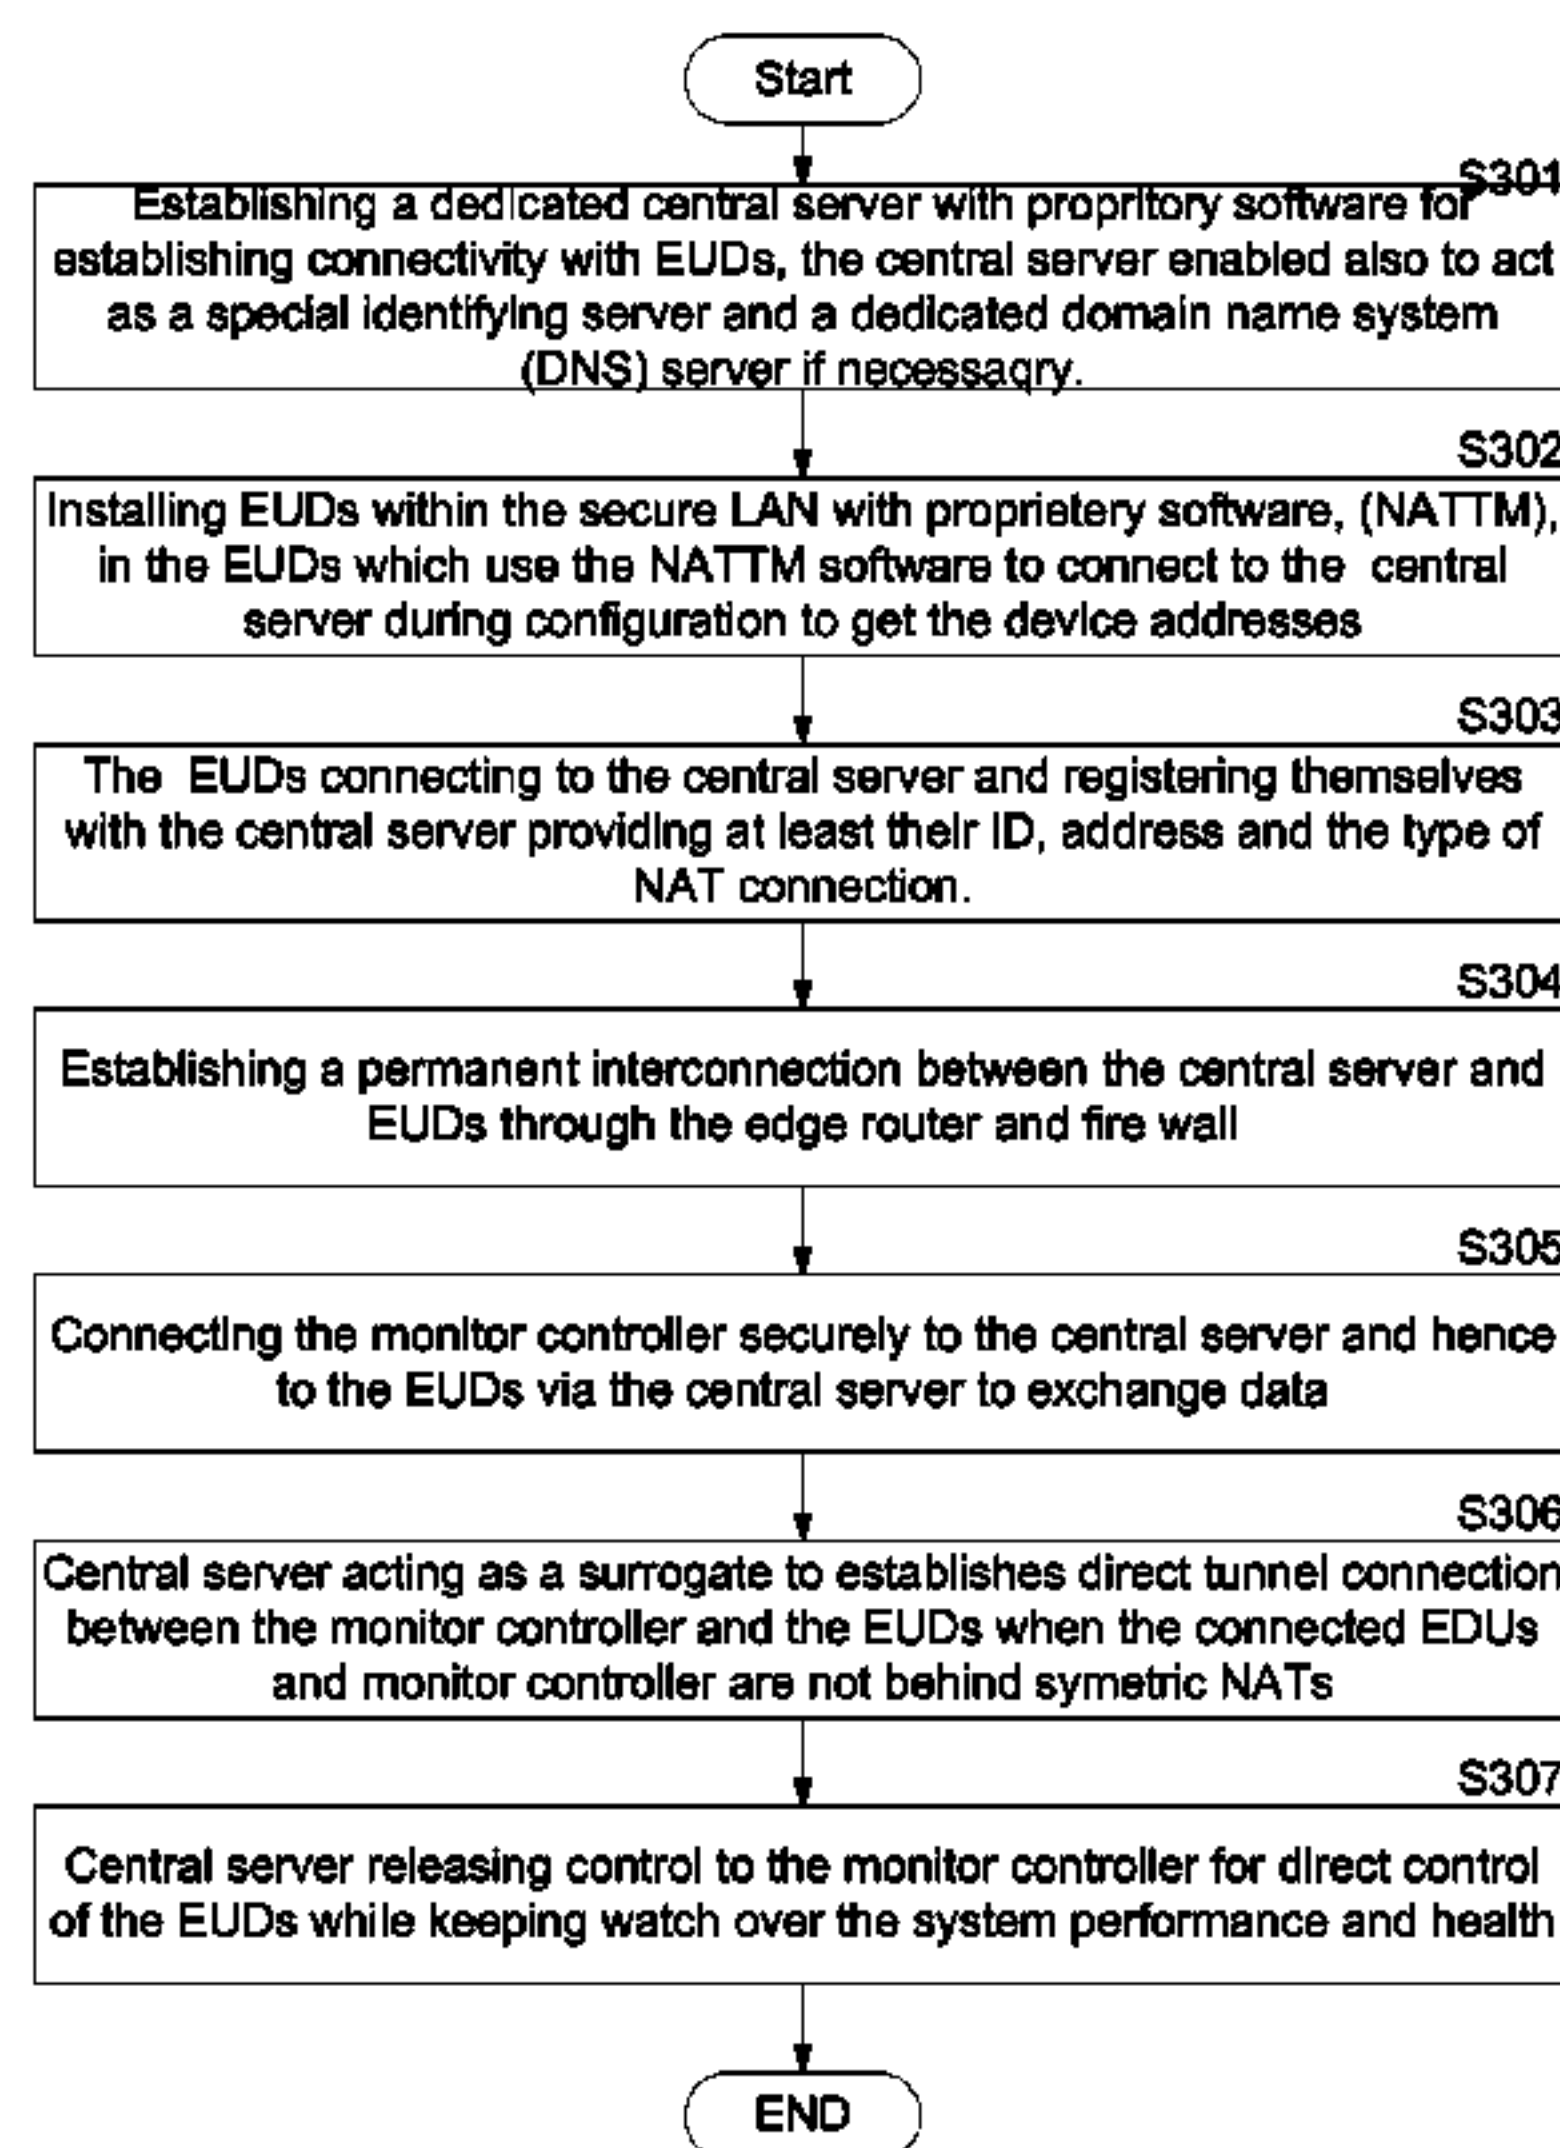 Start
S301
Establishing a dedicated central server with propritory software for
establishing connectivity with EUDs, the central server enabled also to act
as a special identifying server and a dedicated domain name system
(DNS) server if necessaqry.
S302
Installing EUDs within the secure LAN with proprietery software, (NATTM),
in the EUDs which use the NATTM software to connect to the central
server during configuration to get the device addresses
S303
The EUDs connecting to the central server and registering themselves
with the central server providing at least their ID, address and the type of
NAT connection.
S304
Establishing a permanent interconnection between the central server and
EUDs through the edge router and fire wall
S305
Connecting the monitor controller securely to the central server and hence
to the EUDs via the central server to exchange data
S306
Central server acting as a surrogate to establishes direct tunnel connection
between the monitor controller and the EUDs when the connected EDUs
and monitor controller are not behind symetric NATs
S307
Central server releasing control to the monitor controller for direct control
of the EUDs while keeping watch over the system performance and health
END